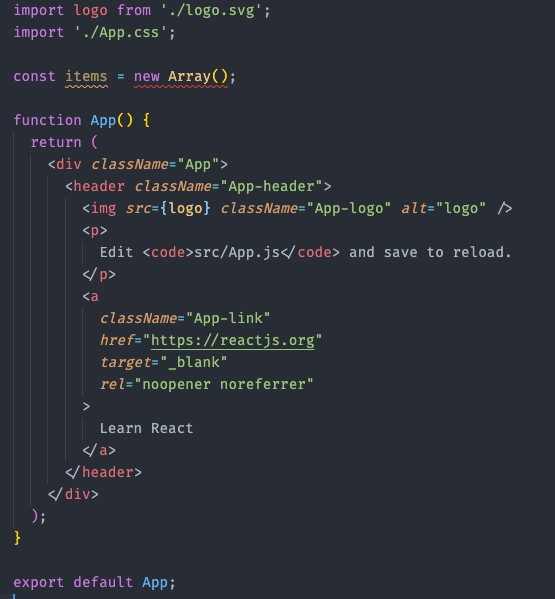 import logo from './logo.svg';
import './App.css';

const items = new Array();

function App() {
  return (
    <div className="App">
      <header className="App-header">
        <img src={logo} className="App-logo" alt="logo" />
        <p>
          Edit <code>src/App.js</code> and save to reload.
        </p>
        <a
          className="App-link"
          href="https://reactjs.org"
          target="_blank"
          rel="noopener noreferrer"
        >
          Learn React
        </a>
      </header>
    </div>
  );
}

export default App;